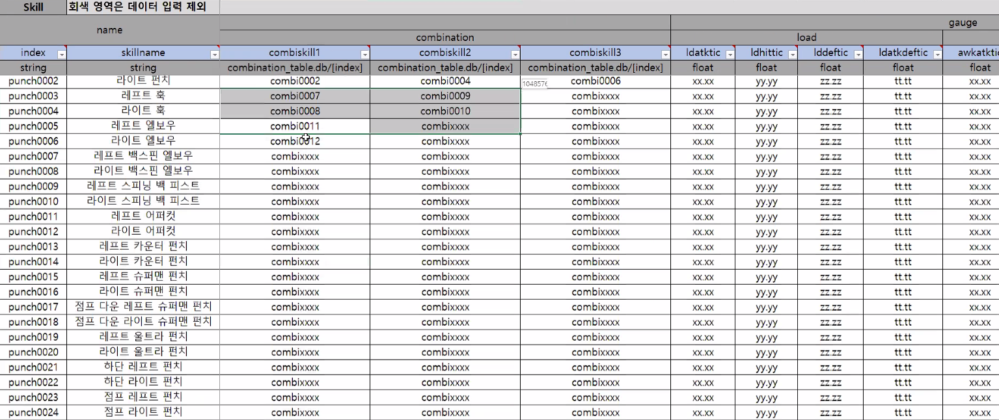 Skill 회색 영역은 데이터 입력 제외
name gauge
combination load
index skillname combiskill1 combiskill2 combiskill3 ldatktic ldhittic lddeftic ldatkdeftic
string string combination_table.db/[index] combination_table.db/[index] combination_table.db/[index] float float float float float
punch0002 라이트 펀치 combi0002 combi0004 combi0006 xx.xx yy.yy zz.zz tt.tt xx.xx
punch0003 레프트 훅 combi0007 combi0009 combixxxx xx.xx yy.yy zz.zz tt.tt xx.xx
punch0004 라이트 훅 combi0008 combi0010 combixxxx xx.xx yy.yy zz.zz tt.tt xx.xx
punch0005 레프트 엘보우 combi0011 combixxxx combixxxx xx.xx yy.yy zz.zz tt.tt xx.xx
punch0006 라이트 엘보우 combi0012 combixxxx combixxxx xx.xx yy.yy zz.zz tt.tt xx.xx
punch0007 레프트 백스핀 엘보우 combixxxx combixxxx combixxxx xx.xx yy.yy zz.zz tt.tt xx.xx
punch0008 라이트 백스핀 엘보우 combixxxx combixxxx combixxxx xx.xx yy.yy zz.zz tt.tt xx.xx
punch0009 레프트 스피닝 백 피스트 combixxxx combixxxx combixxxx xx.xx yy.yy zz.zz tt.tt xx.xx
punch0010 라이트 스피닝 백 피스트 combixxxx combixxxx combixxxx xx.xx yy.yy zz.zz tt.tt xx.xx
punch0011 레프트 어퍼컷 combixxxx combixxxx combixxxx xx.xx yy.yy zz.zz tt.tt xx.xx
punch0012 라이트 어퍼컷 combixxxx combixxxx combixxxx xx.xx yy.yy zz.zz tt.tt xx.xx
punch0013 레프트 카운터 펀치 combixxxx combixxxx combixxxx xx.xx yy.yy zz.zz tt.tt xx.xx
punch0014 라이트 카운터 펀치 combixxxx combixxxx combixxxx xx.xx yy.yy zz.zz tt.tt xx.xx
punch0015 레프트 슈퍼맨 펀치 combixxxx combixxxx combixxxx xx.xx yy.yy zz.zz tt.tt xx.xx
punch0016 라이트 슈퍼맨 펀치 combixxxx combixxxx combixxxx xx.xx yy.yy zz.zz tt.tt xx.xx
punch0017 점프 다운 레프트 슈퍼맨 펀치 combixxxx combixxxx combixxxx xx.xx yy.yy zz.zz tt.tt xx.xx
punch0018 점프 다운 라이트 슈퍼맨 펀치 combixxxx combixxxx combixxxx xx.xx yy.yy zz.zz tt.tt xx.xx
punch0019 레프트 울트라 펀치 combixxxx combixxxx combixxxx xx.xx yy.yy zz.zz tt.tt xx.xx
punch0020 라이트 울트라 펀치 combixxxx combixxxx combixxxx xx.xx yy.yy zz.zz tt.tt xx.xx
punch0021 하단 레프트 펀치 combixxxx combixxxx combixxxx xx.xx yy.yy zz.zz tt.tt xx.xx
punch0022 하단 라이트 펀치 combixxxx combixxxx combixxxx xx.xx yy.yy zz.zz tt.tt xx.xx
punch0023 점프 레프트 펀치 combixxxx combixxxx combixxxx xx.xx yy.yy zz.zz tt.tt xx.xx
punch0024 점프 라이트 펀치 combixxxx combixxxx combixxxx xx.xx yy.yy zz.zz tt.tt xx.xx